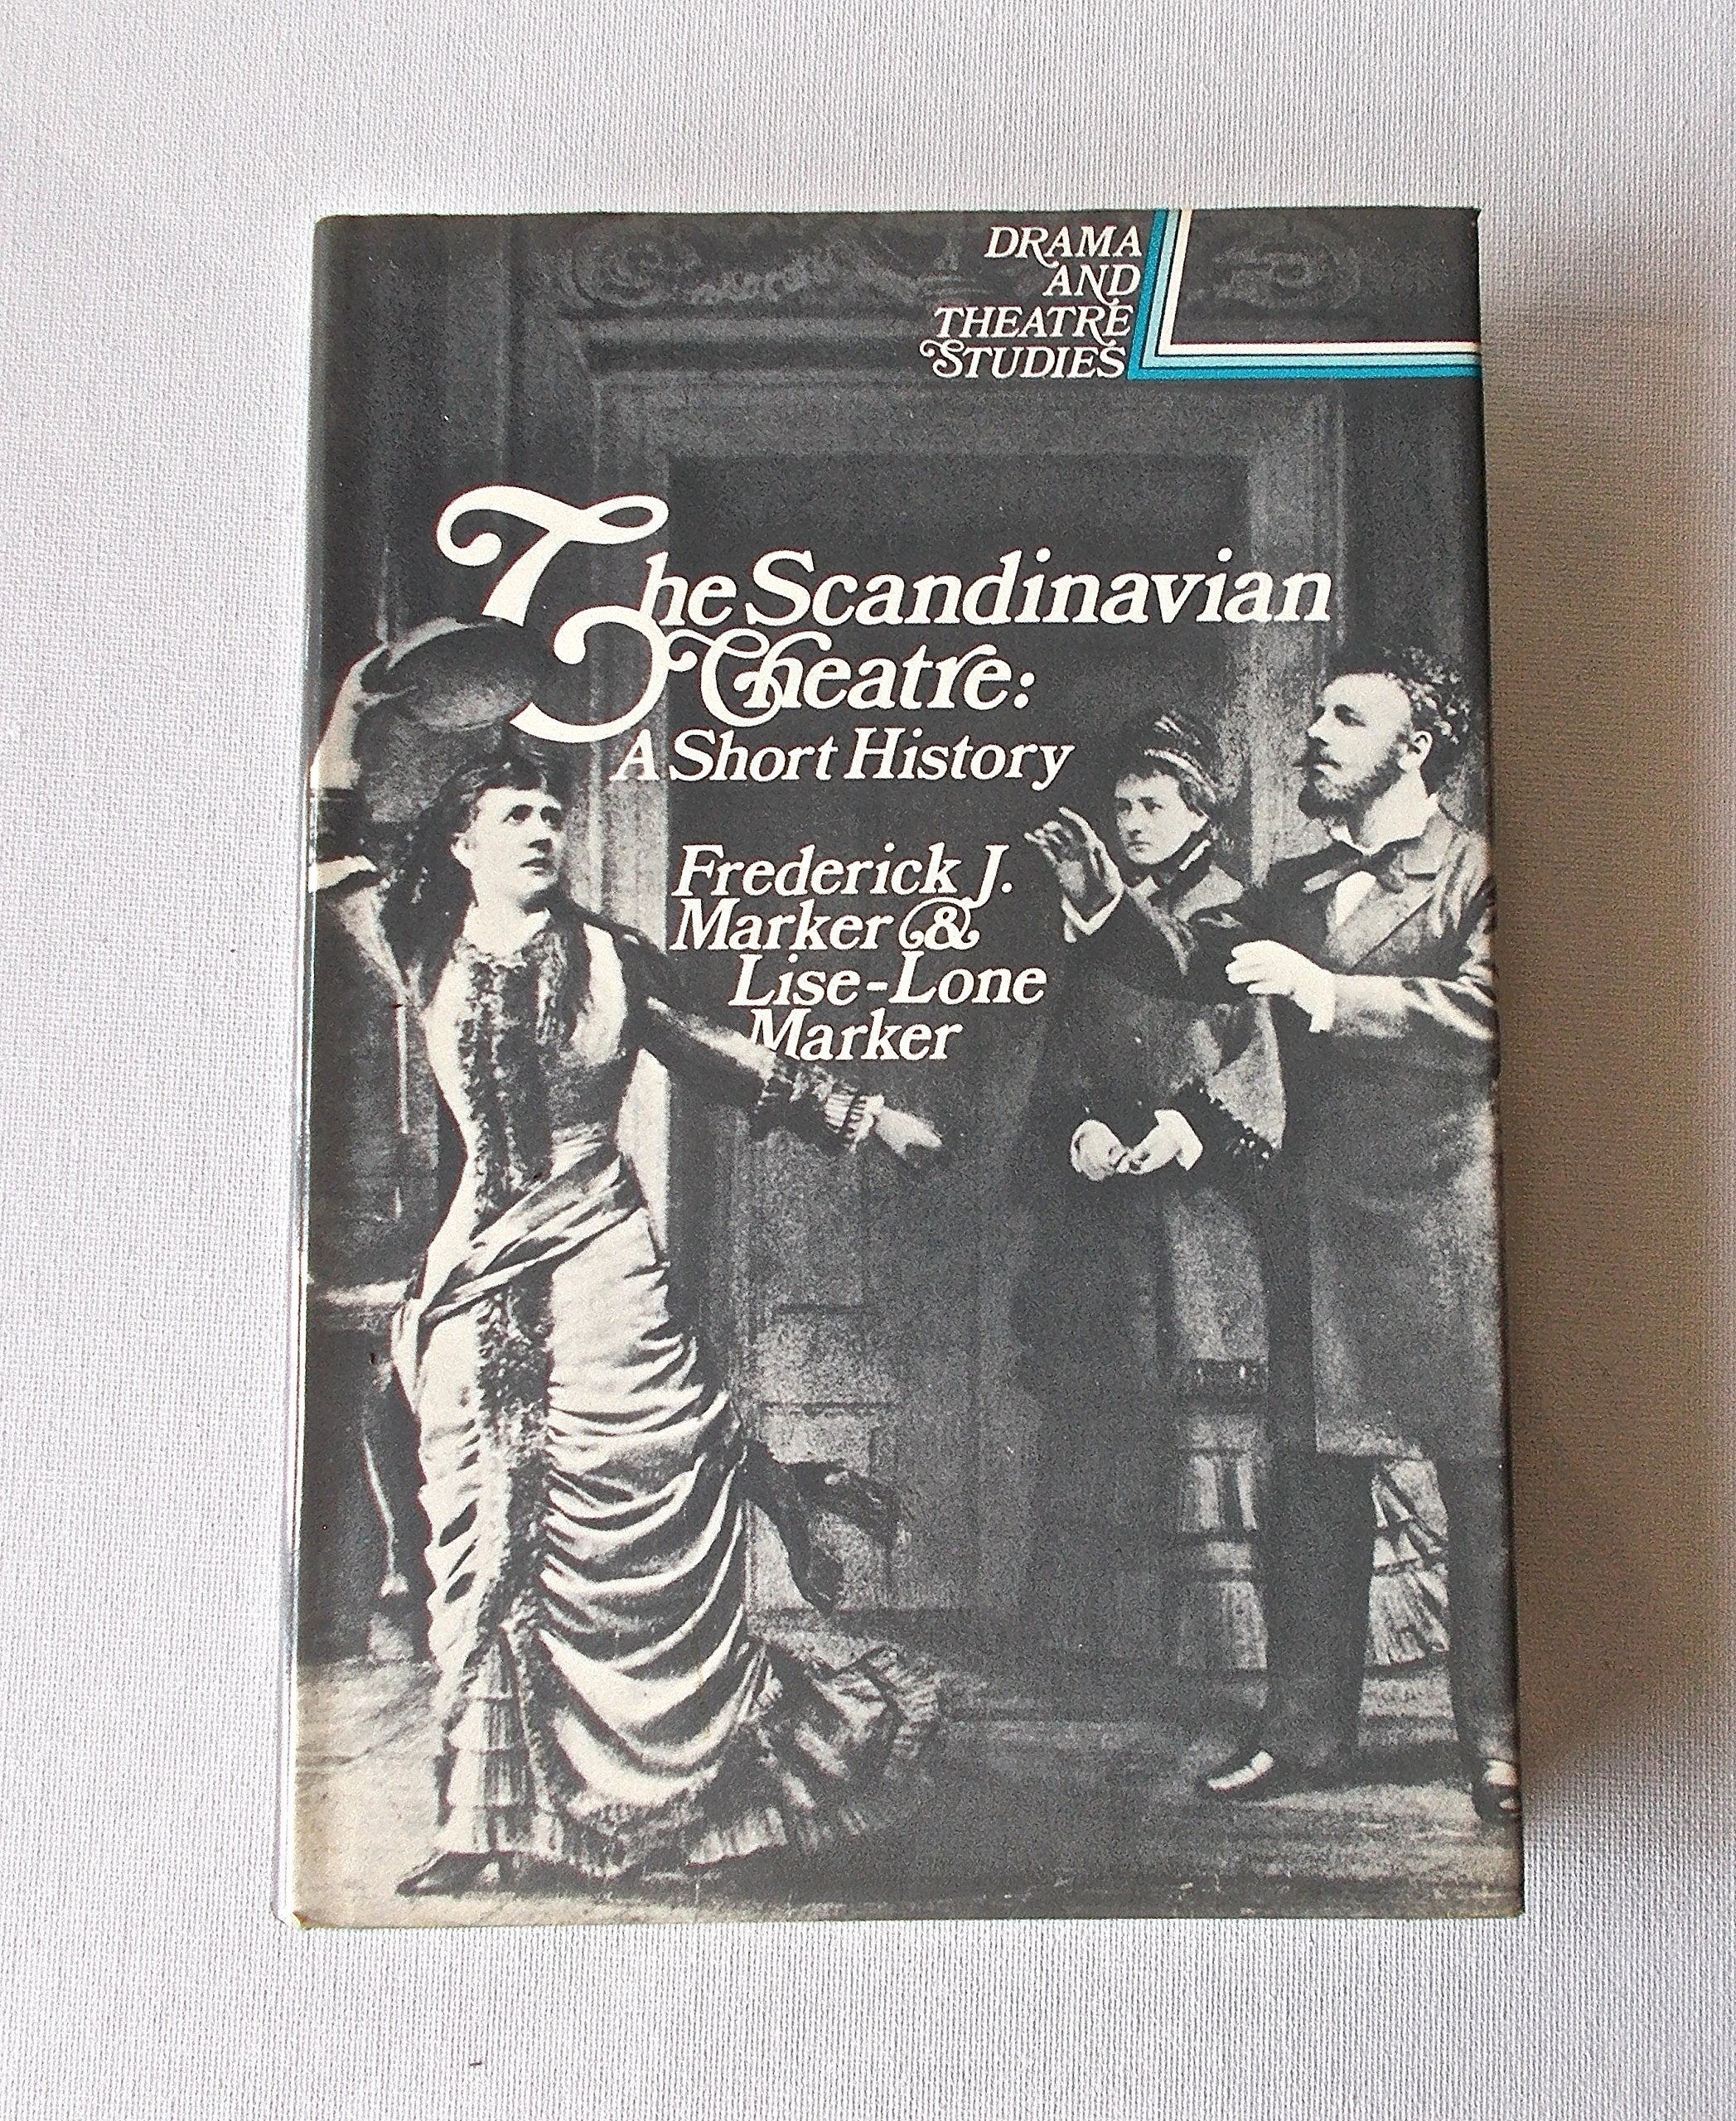 DRAMA
AND
THEATRE
STUDIES
The Scandinavian
Theatre:
A Short History
Frederick J.
Marker &
Lise-Lone
Marker